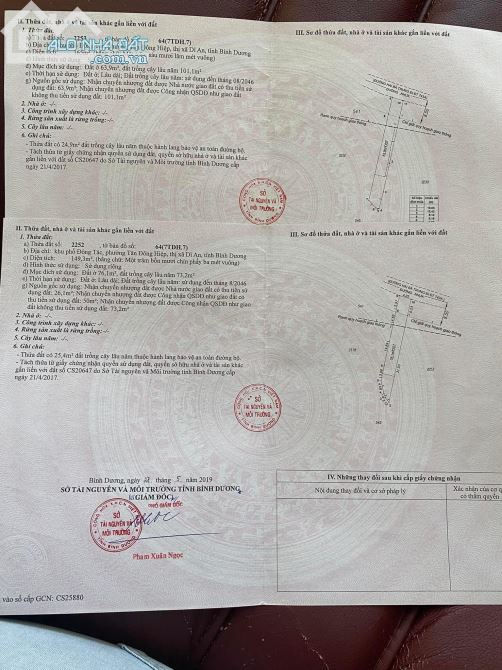 ALONHADAT
.com.vn
II. Thửa đất, nhà ở và tài sản khác gắn liền với đất
1. Thửa đất:
a) Thửa đất số: 2251
64(7TĐH.7)
Đông Hiệp, thị xã Dĩ An, tỉnh Bình Dương
sáu mươi lăm mét vuông)
d) Mục đích sử dụng: Đất ở 63,9m², đất trồng cây lâu năm: 101,1m²
e) Thời hạn sử dụng: Đất ở: Lâu dài; Đất trồng cây lâu năm: sử dụng đến tháng 08/2046
g) Nguồn gốc sử dụng: Nhận chuyển nhượng đất được Nhà nước giao đất có thu tiền sử
dụng đất: 63,9m²; Nhận chuyển nhượng đất được Công nhận QSDĐ như giao đất
không thu tiền sử dụng đất: 101,1m²
2. Nhà ở: -/-.
3. Công trình xây dựng khác: -/-.
4. Rừng sản xuất là rừng trồng: -/-.
5. Cây lâu năm: -/-.
6. Ghi chú:
- Thửa đất có 24,9m² đất trồng cây lâu năm thuộc hành lang bảo vệ an toàn đường bộ.
- Tách thửa từ giấy chứng nhận quyền sử dụng đất, quyền sở hữu nhà ở và tài sản khác
gắn liền với đất số CS20647 do Sở Tài nguyên và Môi trường tỉnh Bình Dương cấp
ngày 21/4/2017.
SỞ
TÀI NGUYÊN VÀ
MÔI TRƯỜNG
III. Sơ đồ thửa đất, nhà ở và tài sản khác gắn liền với đất
II. Thửa đất, nhà ở và tài sản khác gắn liền với đất
1. Thửa đất:
a) Thửa đất số: 2252 , tờ bản đồ số: 64(7TĐH.7)
b) Địa chỉ: khu phố Đông Tác, phường Tân Đông Hiệp, thị xã Dĩ An, tỉnh Bình Dương
c) Diện tích: 149,3m², (bằng chữ: Một trăm bốn mươi chín phẩy ba mét vuông)
d) Hình thức sử dụng: Sử dụng riêng
đ) Mục đích sử dụng: Đất ở 76,1m², đất trồng cây lâu năm: 73,2m²
e) Thời hạn sử dụng: Đất ở: Lâu dài; Đất trồng cây lâu năm: sử dụng đến tháng 8/2046
g) Nguồn gốc sử dụng: Nhận chuyển nhượng đất được Nhà nước giao đất có thu tiền sử
dụng đất: 26,1m²; Nhận chuyển nhượng đất được Công nhận QSDĐ như giao đất có
thu tiền sử dụng đất: 50m²; Nhận chuyển nhượng đất được Công nhận QSDĐ như giao
đất không thu tiền sử dụng đất: 73,2m²
2. Nhà ở: -/-.
3. Công trình xây dựng khác: -/-.
4. Rừng sản xuất là rừng trồng: -/-.
5. Cây lâu năm: -/-.
6. Ghi chú:
- Thửa đất có 25,4m² đất trồng cây lâu năm thuộc hành lang bảo vệ an toàn đường bộ.
- Tách thửa từ giấy chứng nhận quyền sử dụng đất, quyền sở hữu nhà ở và tài sản khác
gắn liền với đất số CS20647 do Sở Tài nguyên và Môi trường tỉnh Bình Dương cấp
ngày 21/4/2017.
SỞ
TÀI NGUYÊN VÀ
MÔI TRƯỜNG
III. Sơ đồ thửa đất, nhà ở và tài sản khác gắn liền với đất
Bình Dương, ngày tháng 5 năm 2019
SỞ TÀI NGUYÊN VÀ MÔI TRƯỜNG TỈNH BÌNH DƯƠNG
GIÁM ĐỐC
PHÓ GIÁM ĐỐC
SỞ
TÀI NGUYÊN VÀ
MÔI TRƯỜNG
TỈNH BÌNH DƯƠNG
Phạm Xuân Ngọc
IV. Những thay đổi sau khi cấp giấy chứng nhận
Nội dung thay đổi và cơ sở pháp lý
Xác nhận của cơ q
có thẩm quyền
vào sổ cấp GCN: CS25880